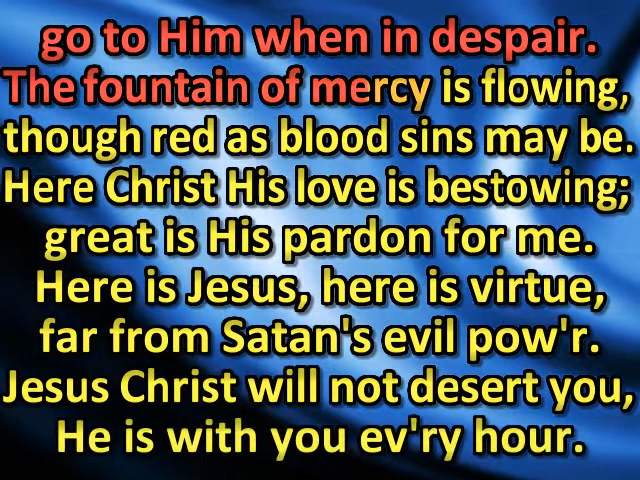 go to Him when in despair.
The fountain of mercy is flowing,
though red as blood sins may be.
Here Christ His love is bestowing;
great is His pardon for me.
Here is Jesus, here is virtue,
far from Satan's evil pow'r.
Jesus Christ will not desert you,
He is with you ev'ry hour.